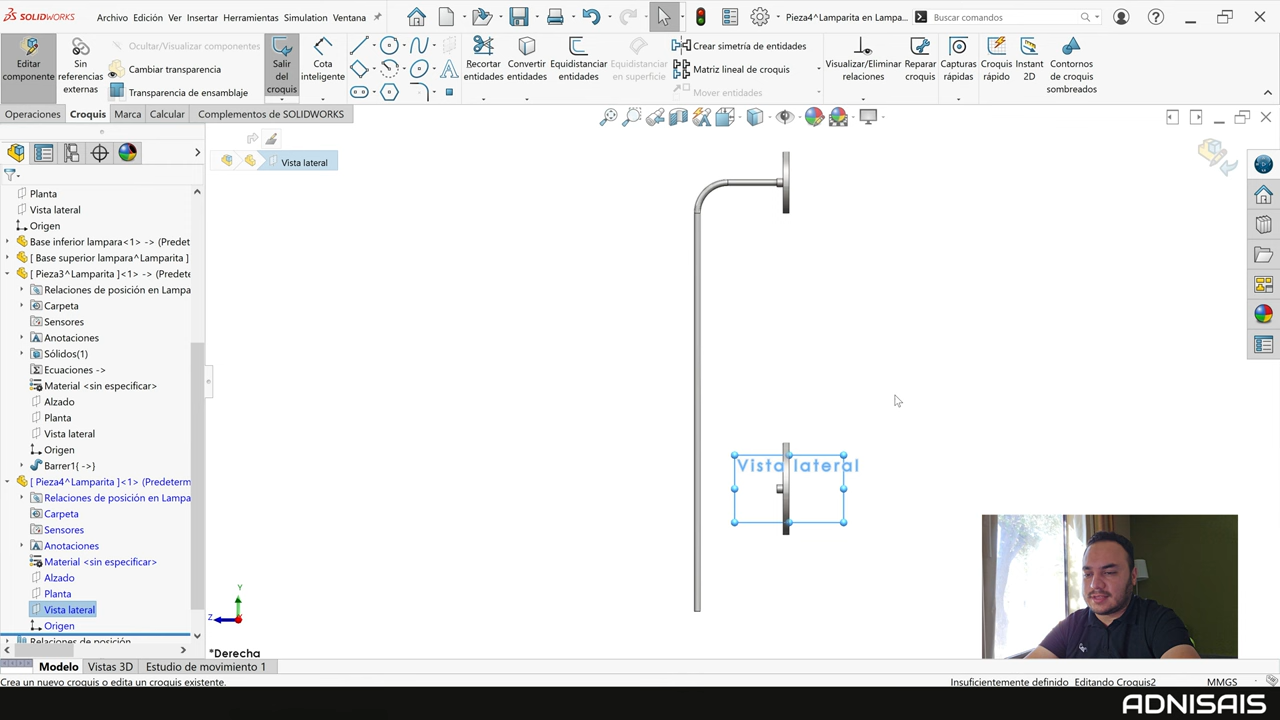 SOLIDWORKS
Archivo Edición Ver Insertar Herramientas Simulation Ventana
Pieza4^Lamparita en Lampa...
Buscar comandos
Editar componente
Sin referencias externas
Ocultar/Visualizar componentes
Cambiar transparencia
Transparencia de ensamblaje
Salir del croquis
Cota inteligente
Recortar entidades
Convertir entidades
Equidistanciar entidades
Equidistanciar en superficie
Crear simetría de entidades
Matriz lineal de croquis
Mover entidades
Visualizar/Eliminar relaciones
Reparar croquis
Capturas rápidas
Croquis rápido
Instant 2D
Contornos de croquis sombreados
Operaciones Croquis Marca Calcular Complementos de SOLIDWORKS
Vista lateral
Planta
Vista lateral
Origen
Base inferior lampara<1> -> (Predet
[ Base superior lampara^Lamparita ]
[ Pieza3^Lamparita ]<1> -> (Predete
Relaciones de posición en Lampa
Carpeta
Sensores
Anotaciones
Sólidos(1)
Ecuaciones ->
Material <sin especificar>
Alzado
Planta
Vista lateral
Origen
Barrer1{ ->}
[ Pieza4^Lamparita ]<1> (Predeterm
Relaciones de posición en Lampa
Carpeta
Sensores
Anotaciones
Material <sin especificar>
Alzado
Planta
Vista lateral
Origen
Relaciones de posición
Vista lateral
Y
Z
*Derecha
Modelo Vistas 3D Estudio de movimiento 1
Crea un nuevo croquis o edita un croquis existente.
Insuficientemente definido Editando Croquis2 MMGS
ADNISAIS